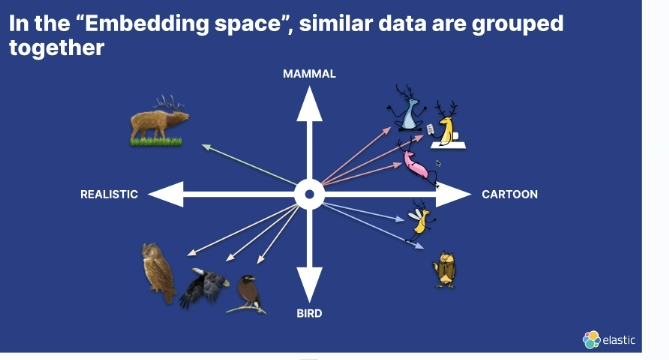 In the “Embedding space”, similar data are grouped
together
MAMMAL
REALISTIC
CARTOON
BIRD
elastic